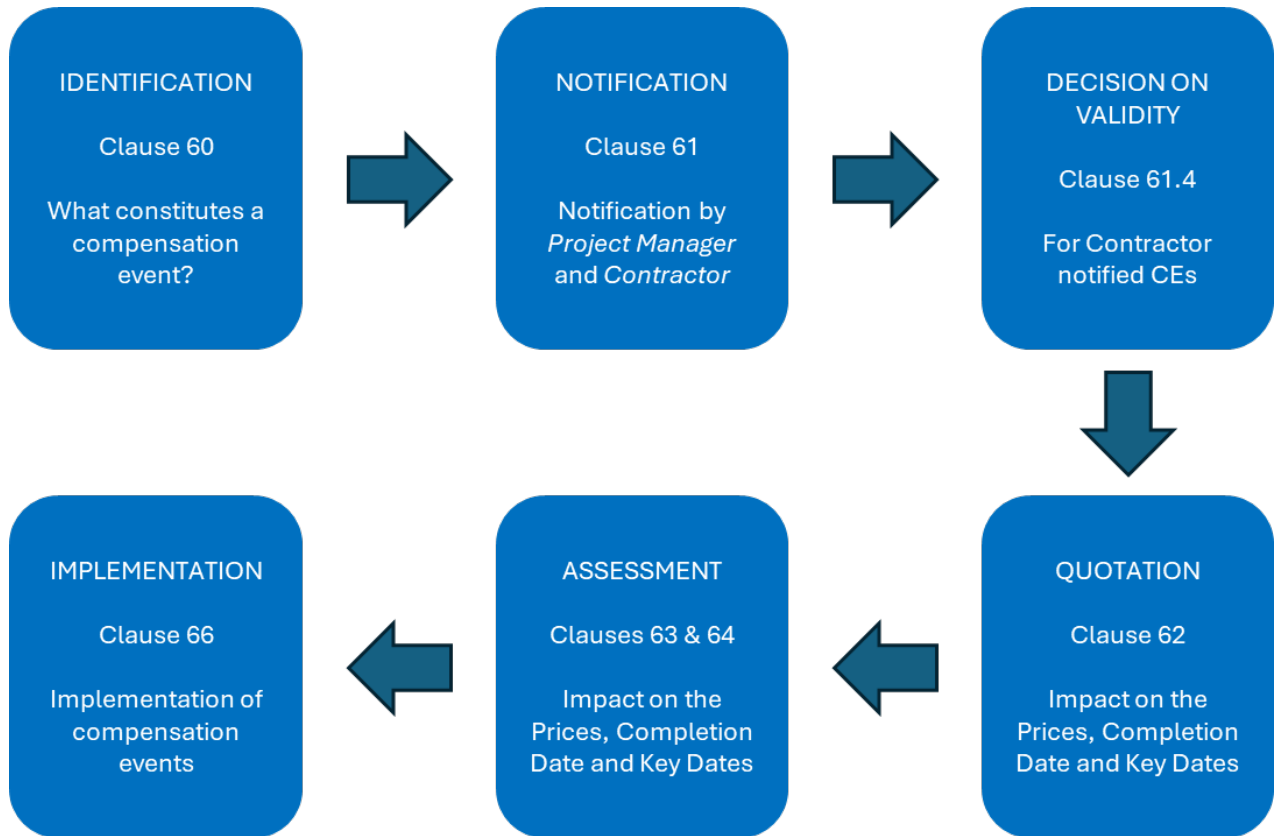 IDENTIFICATION
Clause 60
What constitutes a
compensation
event?
NOTIFICATION
Clause 61
Notification by
Project Manager
and Contractor
DECISION ON
VALIDITY
Clause 61.4
For Contractor
notified CEs
QUOTATION
Clause 62
Impact on the
Prices, Completion
Date and Key Dates
ASSESSMENT
Clauses 63 & 64
Impact on the
Prices, Completion
Date and Key Dates
IMPLEMENTATION
Clause 66
Implementation of
compensation
events